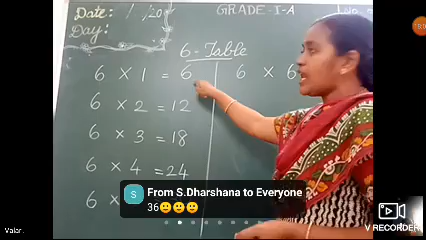 Date: / /20
GRADE-I-A
Day:
6-Table
6 × 1 = 6
6 × 6
6 × 2 = 12
6 × 3 = 18
6 × 4 = 24
6 ×
S From S.Dharshana to Everyone
36🙂🙂🙂
Valar.
V RECORDER